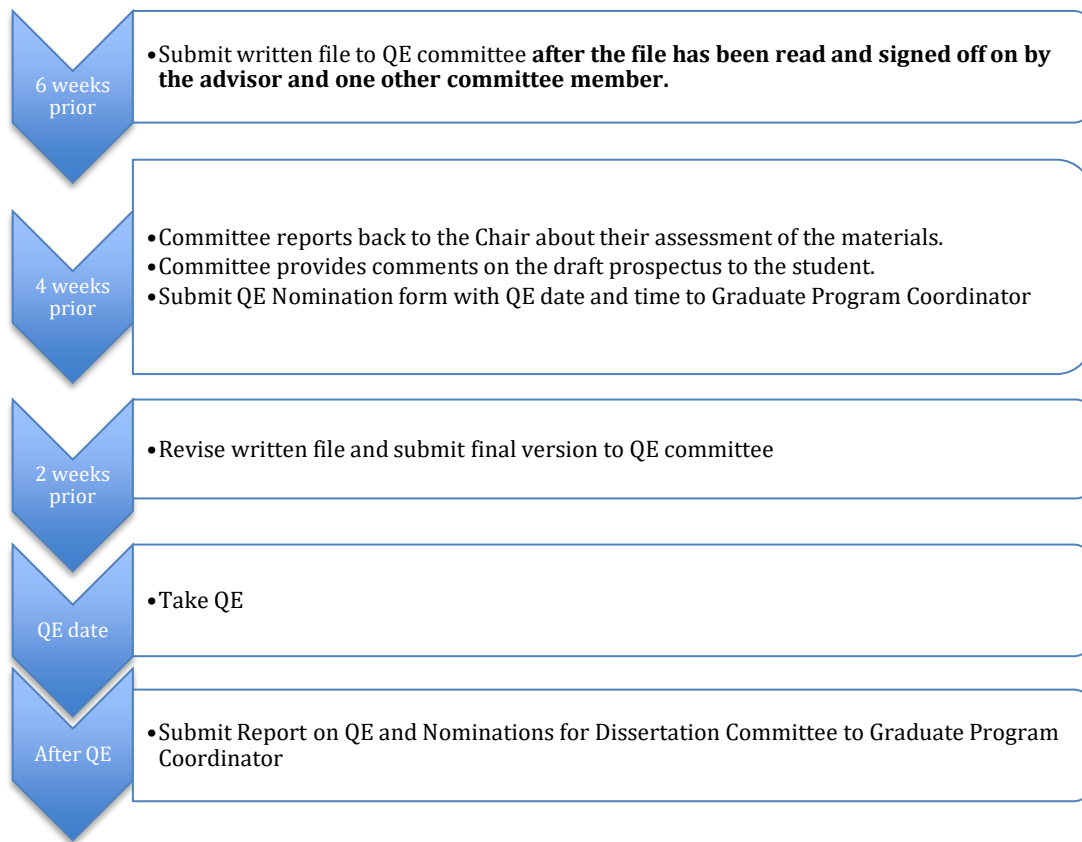 6 weeks
prior
•Submit written file to QE committee after the file has been read and signed off on by
the advisor and one other committee member.
4 weeks
prior
•Committee reports back to the Chair about their assessment of the materials.
•Committee provides comments on the draft prospectus to the student.
•Submit QE Nomination form with QE date and time to Graduate Program Coordinator
2 weeks
prior
•Revise written file and submit final version to QE committee
QE date
•Take QE
After QE
•Submit Report on QE and Nominations for Dissertation Committee to Graduate Program
Coordinator